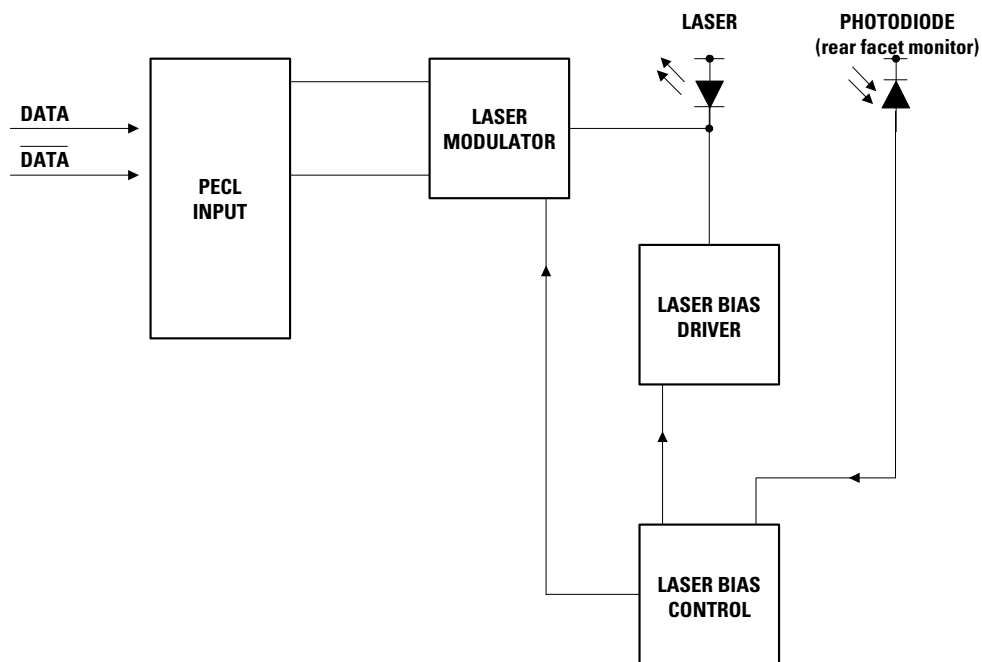 LASER
PHOTODIODE
(rear facet monitor)
DATA
DATA
PECL
INPUT
LASER
MODULATOR
LASER BIAS
DRIVER
LASER BIAS
CONTROL